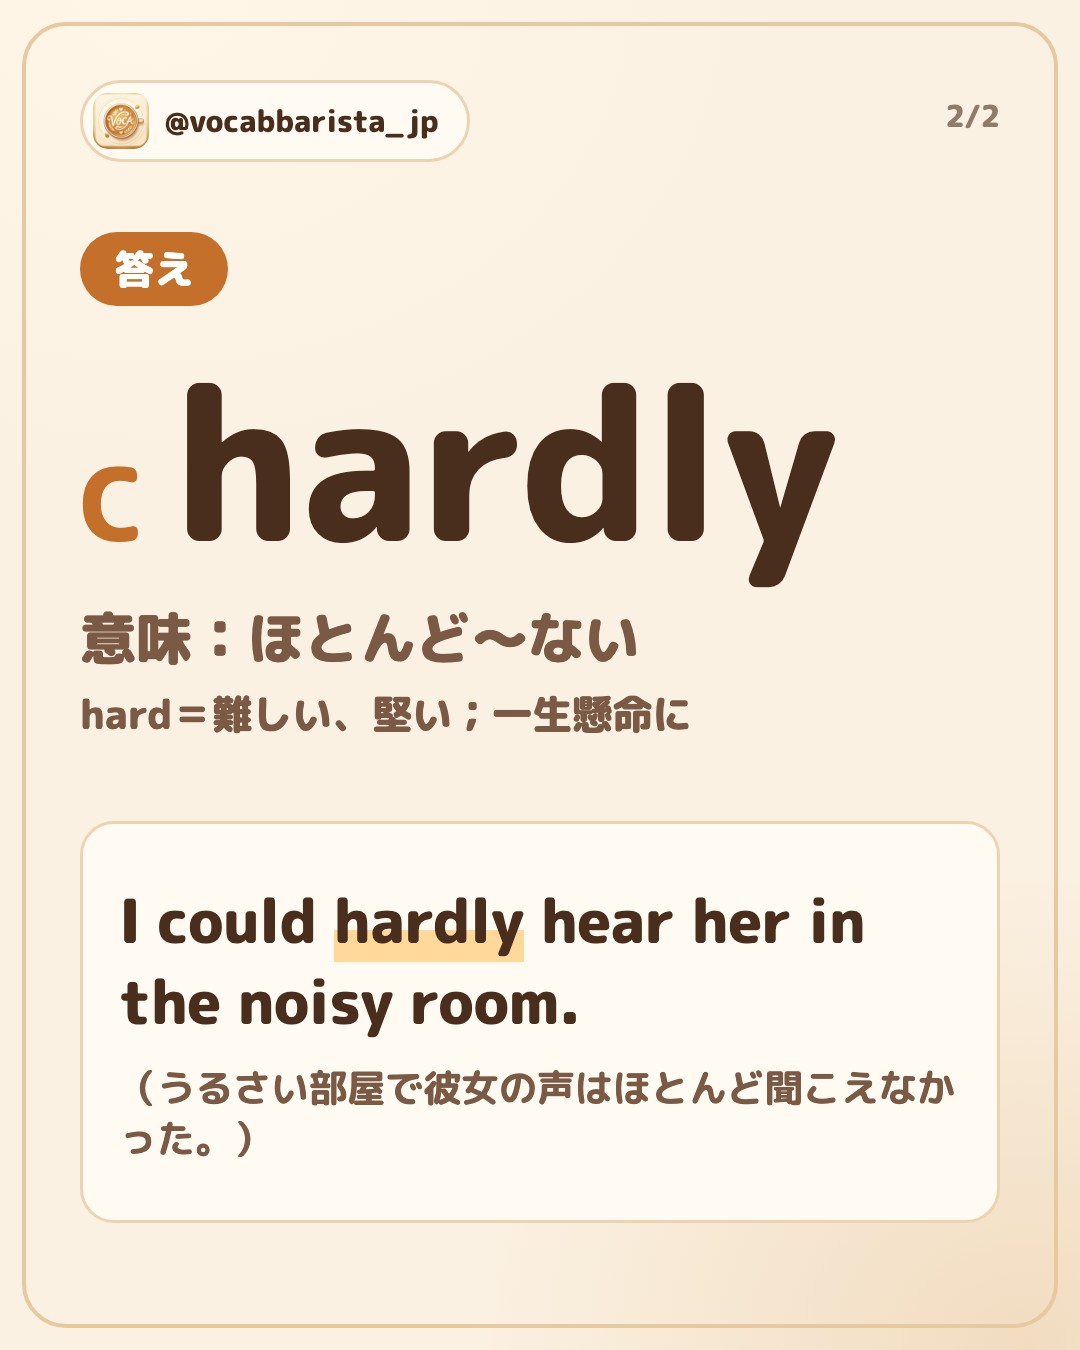 @vocabbarista_jp
2/2
答え
C hardly
意味：ほとんど〜ない
hard＝難しい、堅い；一生懸命に
I could hardly hear her in
the noisy room.
（うるさい部屋で彼女の声はほとんど聞こえなか
った。）